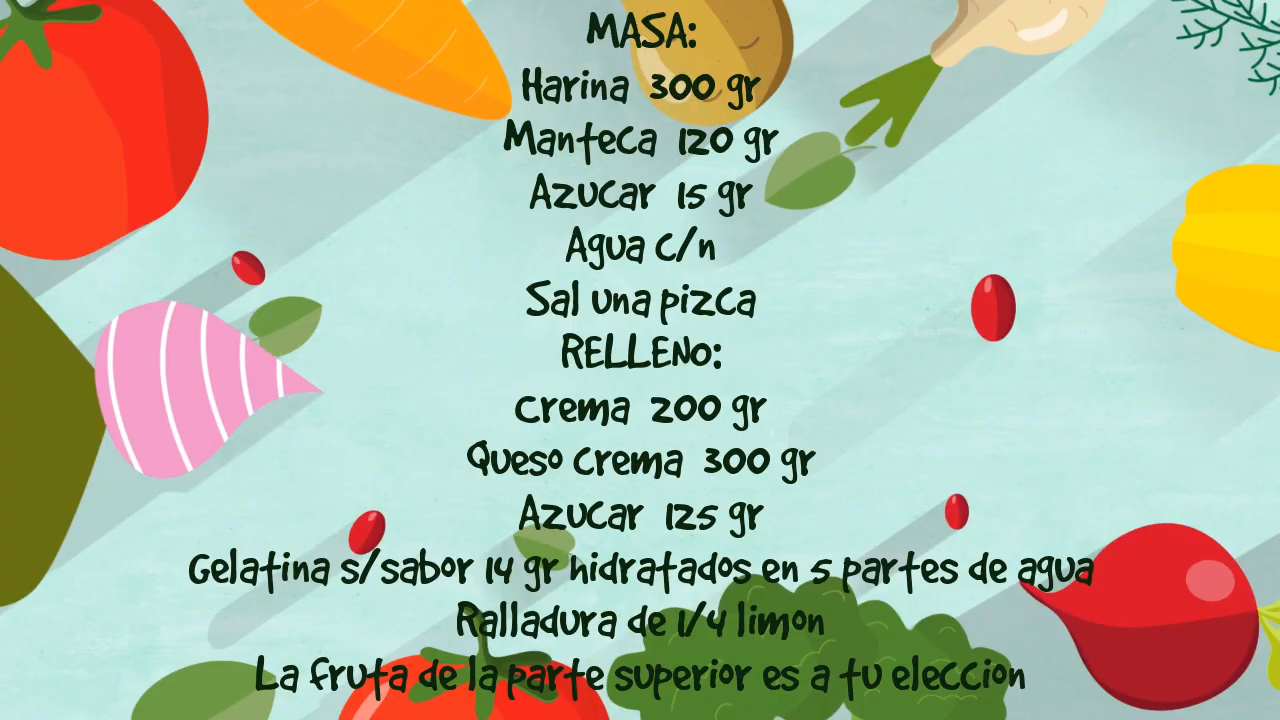 MASA:
Harina 300 gr
Manteca 120 gr
Azucar 15 gr
Agua c/n
Sal una pizca
RELLENO:
Crema 200 gr
Queso crema 300 gr
Azucar 125 gr
Gelatina s/sabor 14 gr hidratados en 5 partes de agua
Ralladura de 1/4 limon
La fruta de la parte superior es a tu eleccion